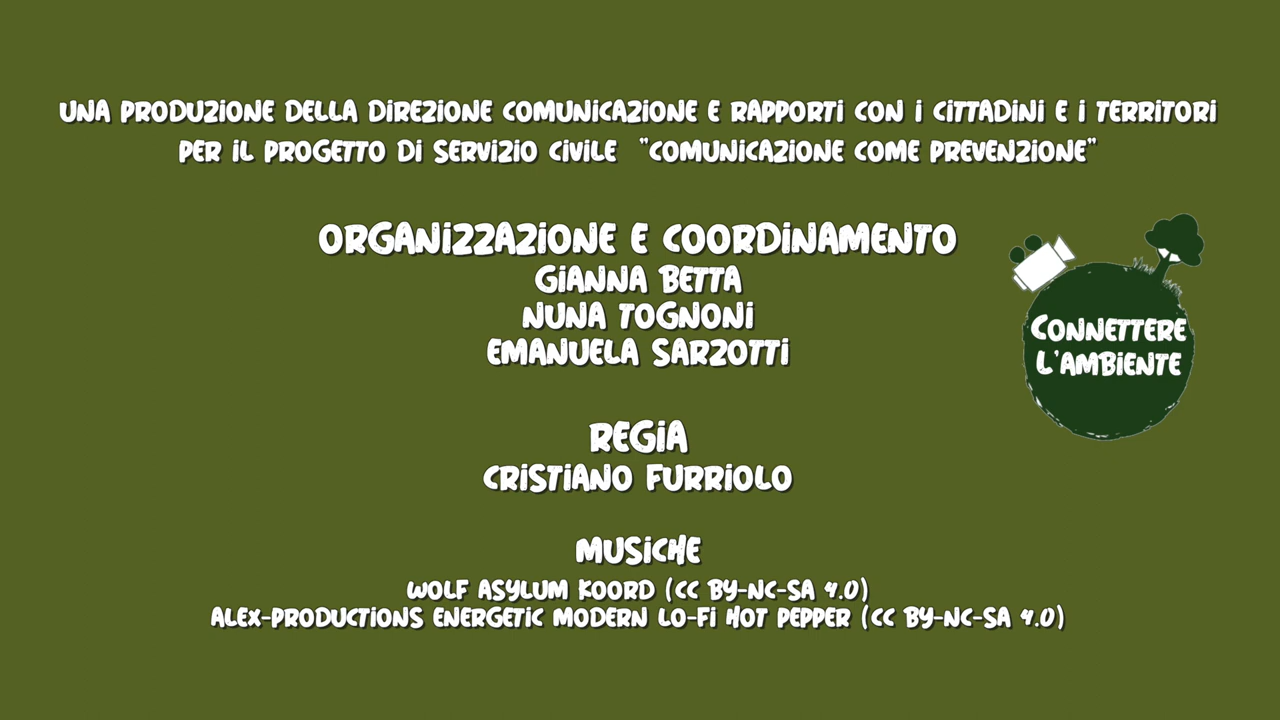 UNA PRODUZIONE DELLA DIREZIONE COMUNICAZIONE E RAPPORTI CON I CITTADINI E I TERRITORI
PER IL PROGETTO DI SERVIZIO CIVILE "COMUNICAZIONE COME PREVENZIONE"
ORGANIZZAZIONE E COORDINAMENTO
GIANNA BETTA
NUNA TOGNONI
EMANUELA SARZOTTI
CONNETTERE
L'AMBIENTE
REGIA
CRISTIANO FURRIOLO
MUSICHE
WOLF ASYLUM KOORD (CC BY-NC-SA 4.0)
ALEX-PRODUCTIONS ENERGETIC MODERN LO-FI HOT PEPPER (CC BY-NC-SA 4.0)